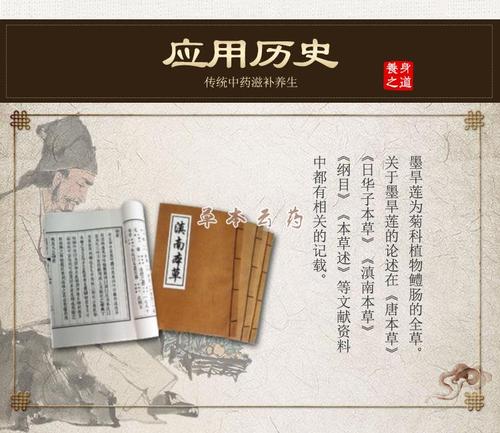 应用历史
传统中药滋补养生
養身
之道
墨旱莲为菊科植物鳢肠的全草。
关于墨旱莲的论述在《唐本草》
《日华子本草》《滇南本草》
《纲目》《本草述》等文献资料
中都有相关的记载。
滇南本草
草本云药